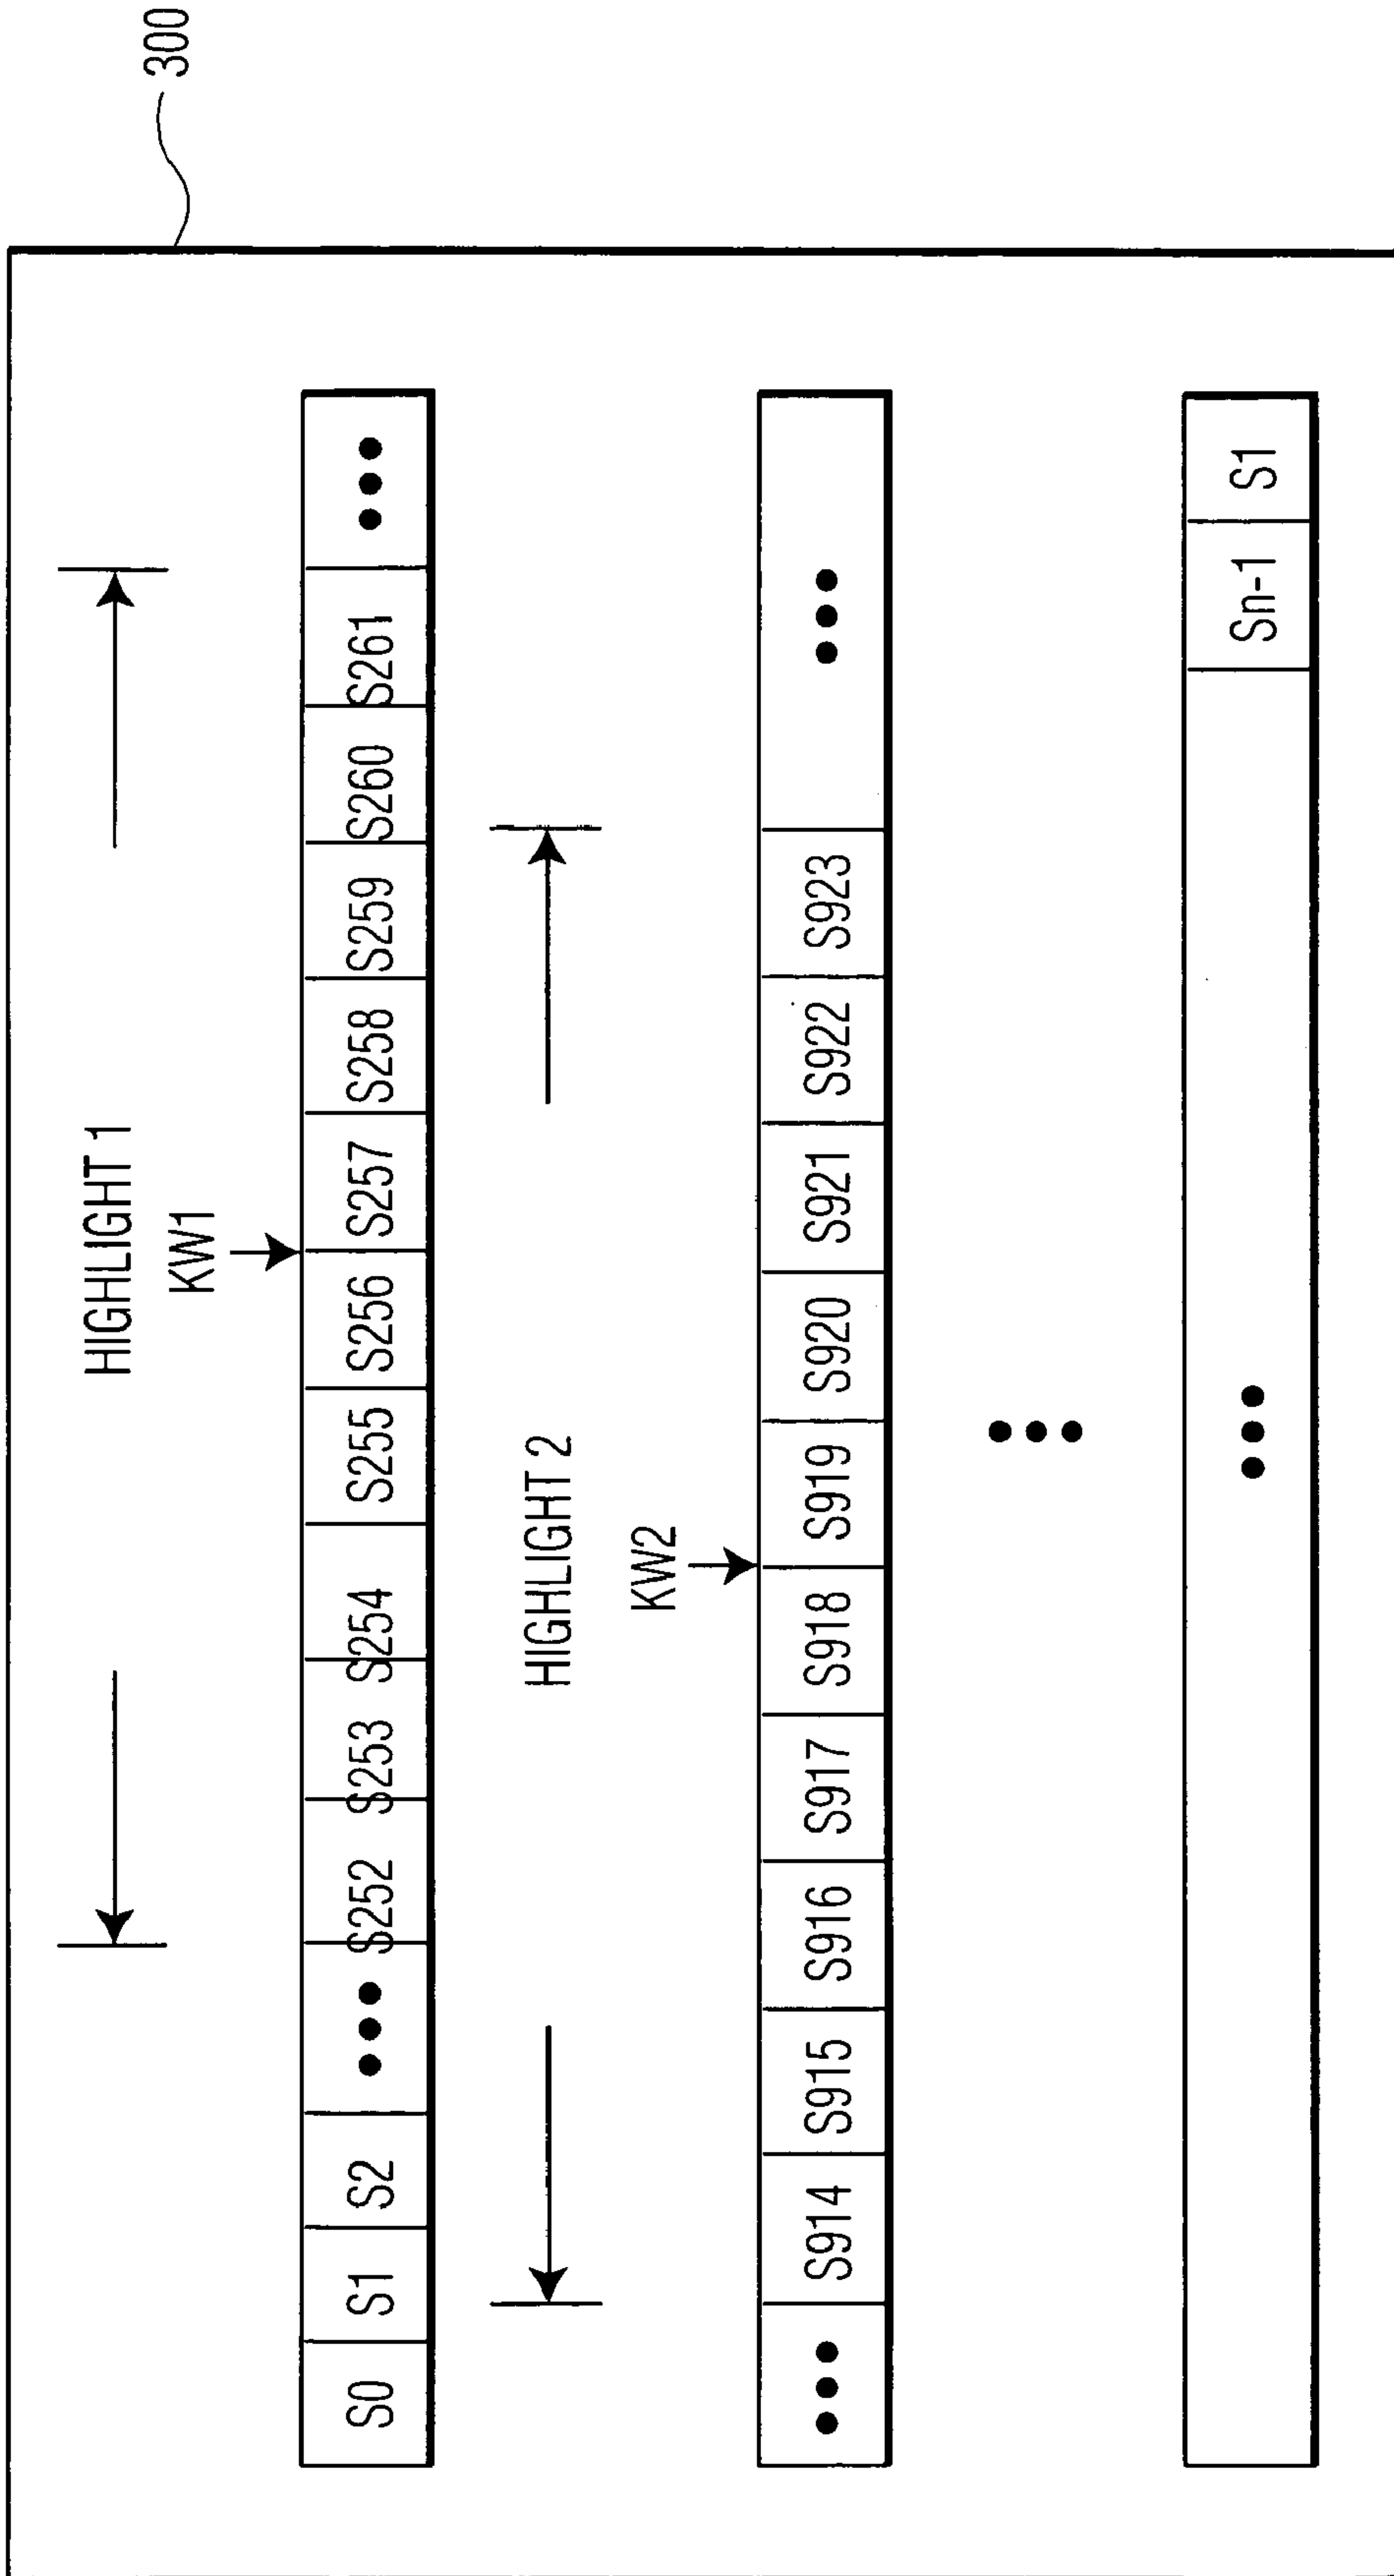 300
HIGHLIGHT 1
KW1
S0 S1 S2 ••• S252 S253 S254 S255 S256 S257 S258 S259 S260 S261 •••
HIGHLIGHT 2
KW2
••• S914 S915 S916 S917 S918 S919 S920 S921 S922 S923 •••
•••
••• Sn-1 S1